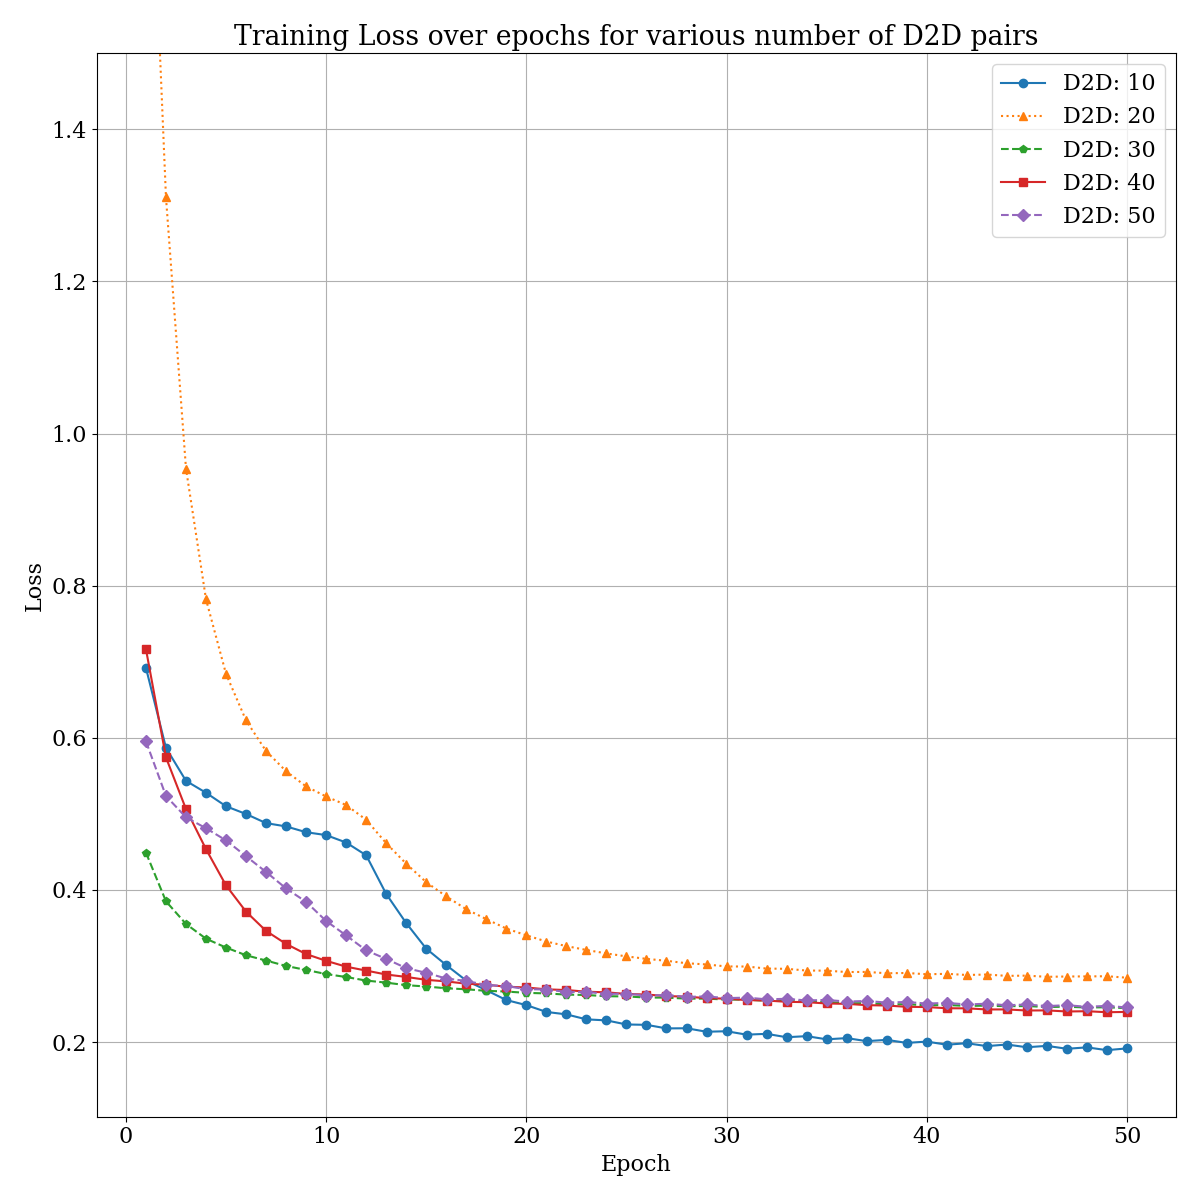 Training Loss over epochs for various number of D2D pairs
D2D: 10
D2D: 20
D2D: 30
D2D: 40
D2D: 50
1.4
1.2
1.0
0.8
0.6
0.4
0.2
Loss
0 10 20 30 40 50
Epoch